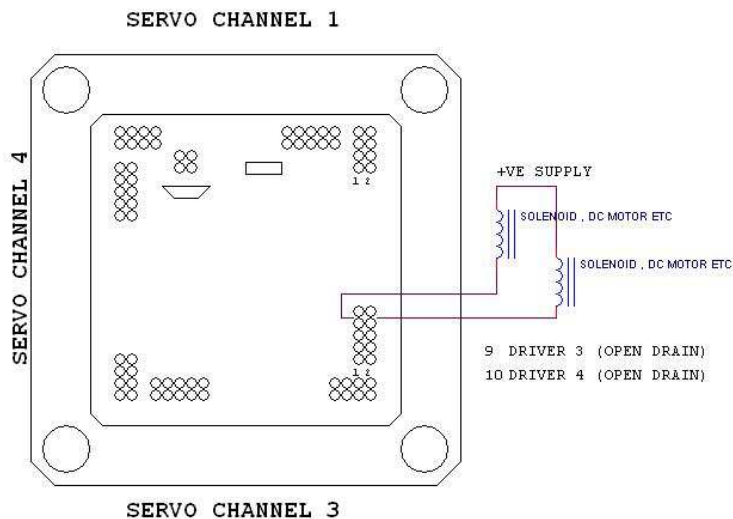 SERVO CHANNEL 1
SERVO CHANNEL 4
1 2
+VE SUPPLY
SOLENOID , DC MOTOR ETC
SOLENOID , DC MOTOR ETC
9 DRIVER 3 (OPEN DRAIN)
1 2
10 DRIVER 4 (OPEN DRAIN)
SERVO CHANNEL 3